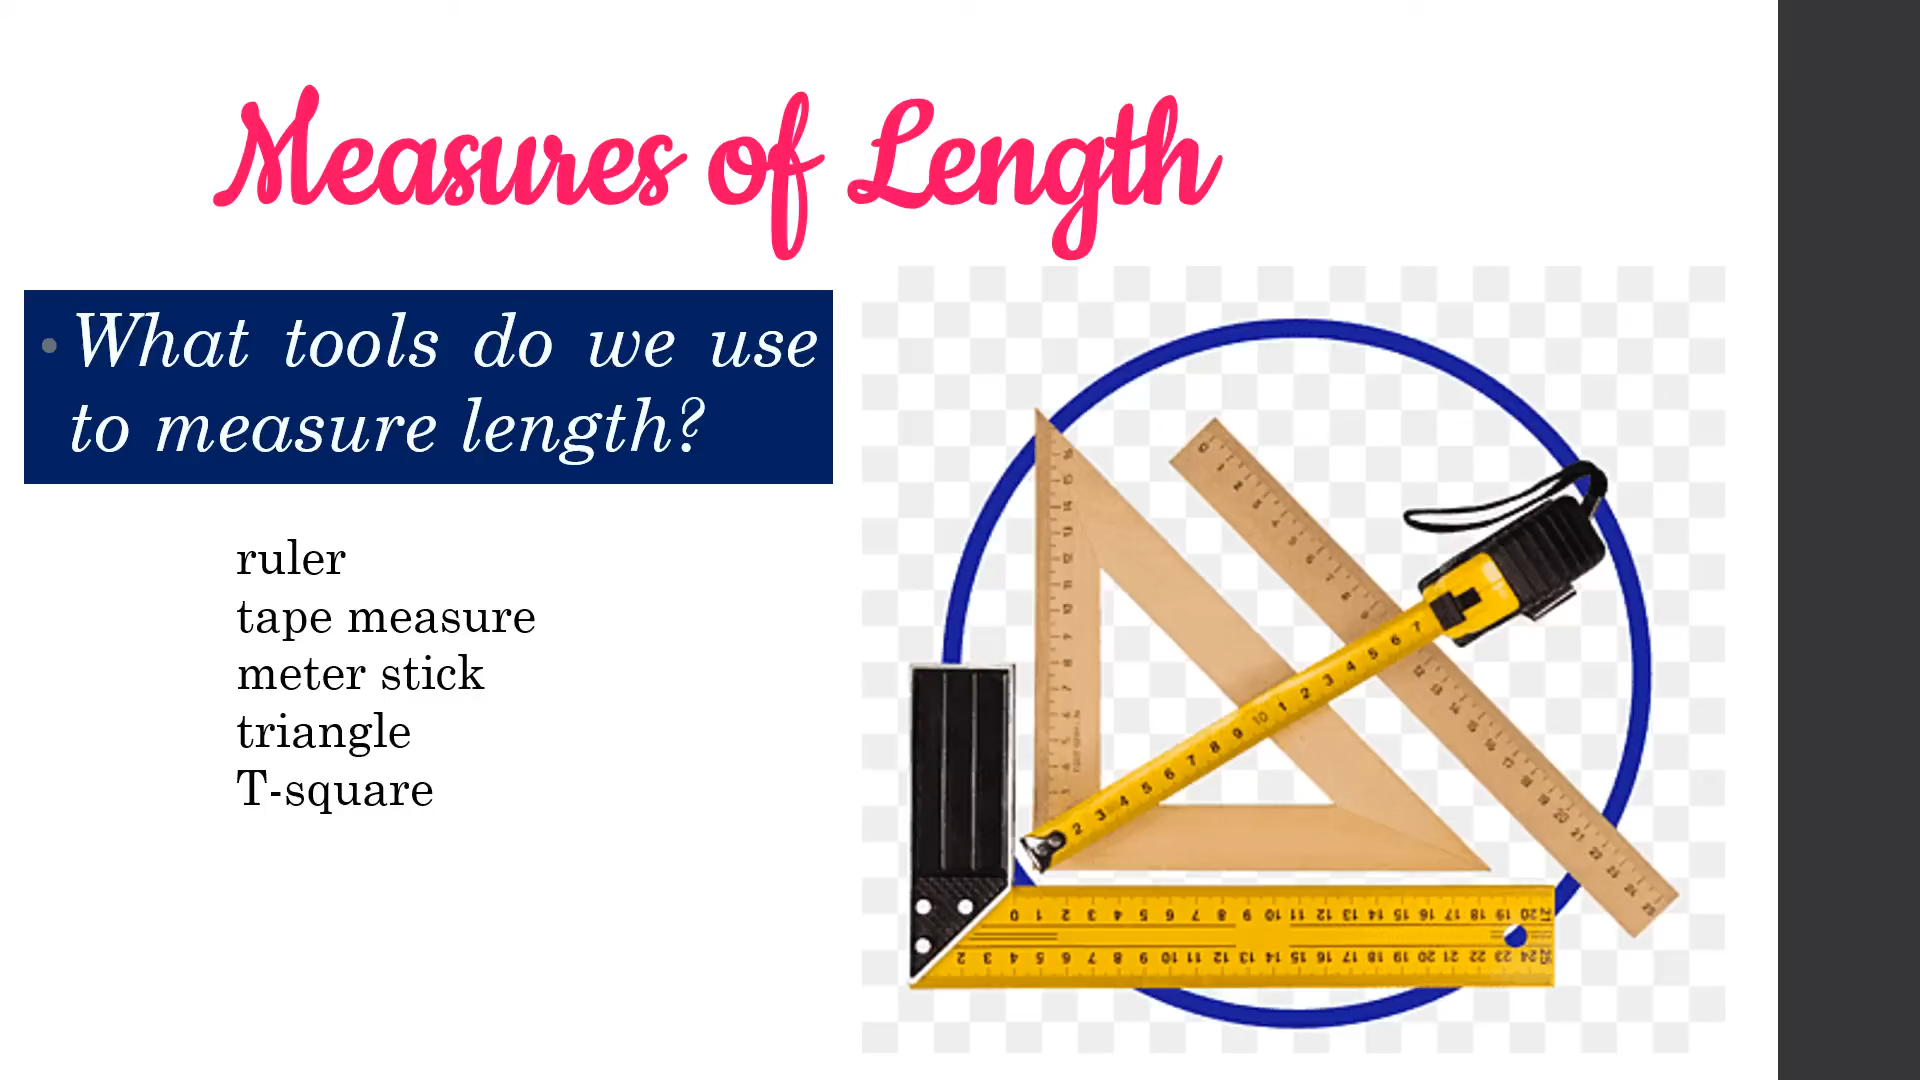 Measures of Length
• What tools do we use
to measure length?
ruler
tape measure
meter stick
triangle
T-square